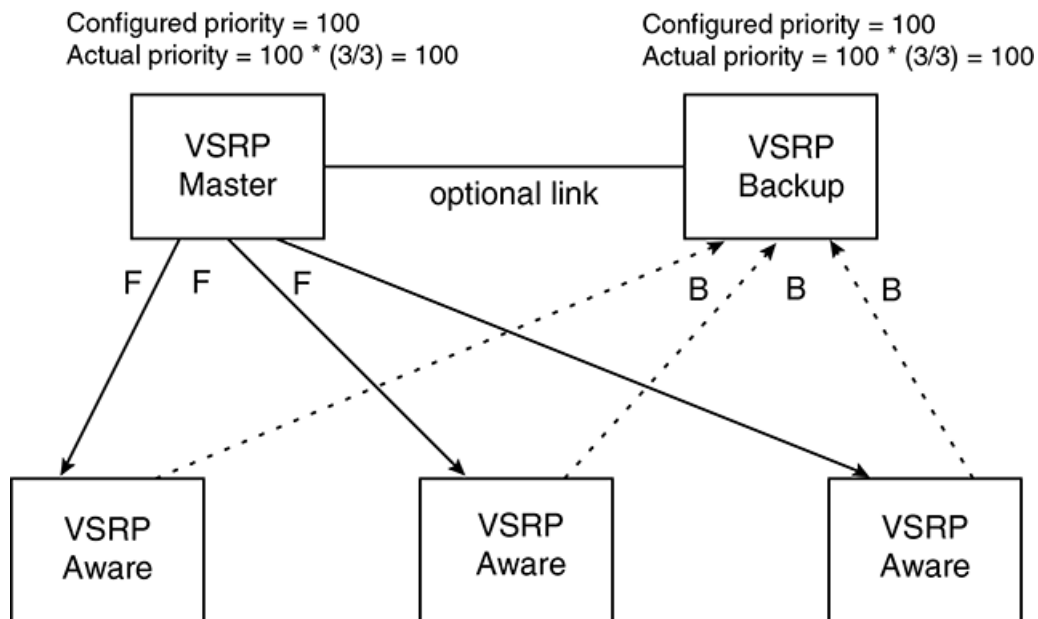 Configured priority = 100
Actual priority = 100 * (3/3) = 100
Configured priority = 100
Actual priority = 100 * (3/3) = 100
VSRP
Master
optional link
VSRP
Backup
F
F
F
B
B
B
VSRP
Aware
VSRP
Aware
VSRP
Aware